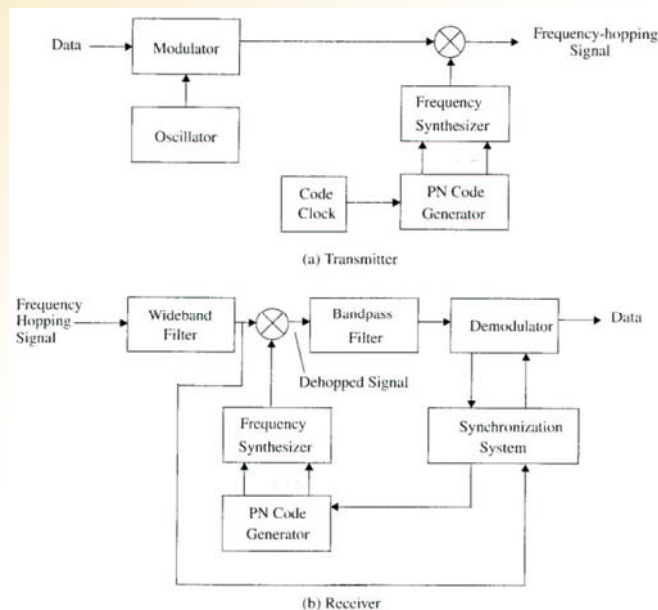 Data
Modulator
Frequency-hopping
Signal
Oscillator
Frequency
Synthesizer
Code
Clock
PN Code
Generator
(a) Transmitter
Frequency
Hopping
Signal
Wideband
Filter
Bandpass
Filter
Demodulator
Data
Dehopped Signal
Frequency
Synthesizer
Synchronization
System
PN Code
Generator
(b) Receiver